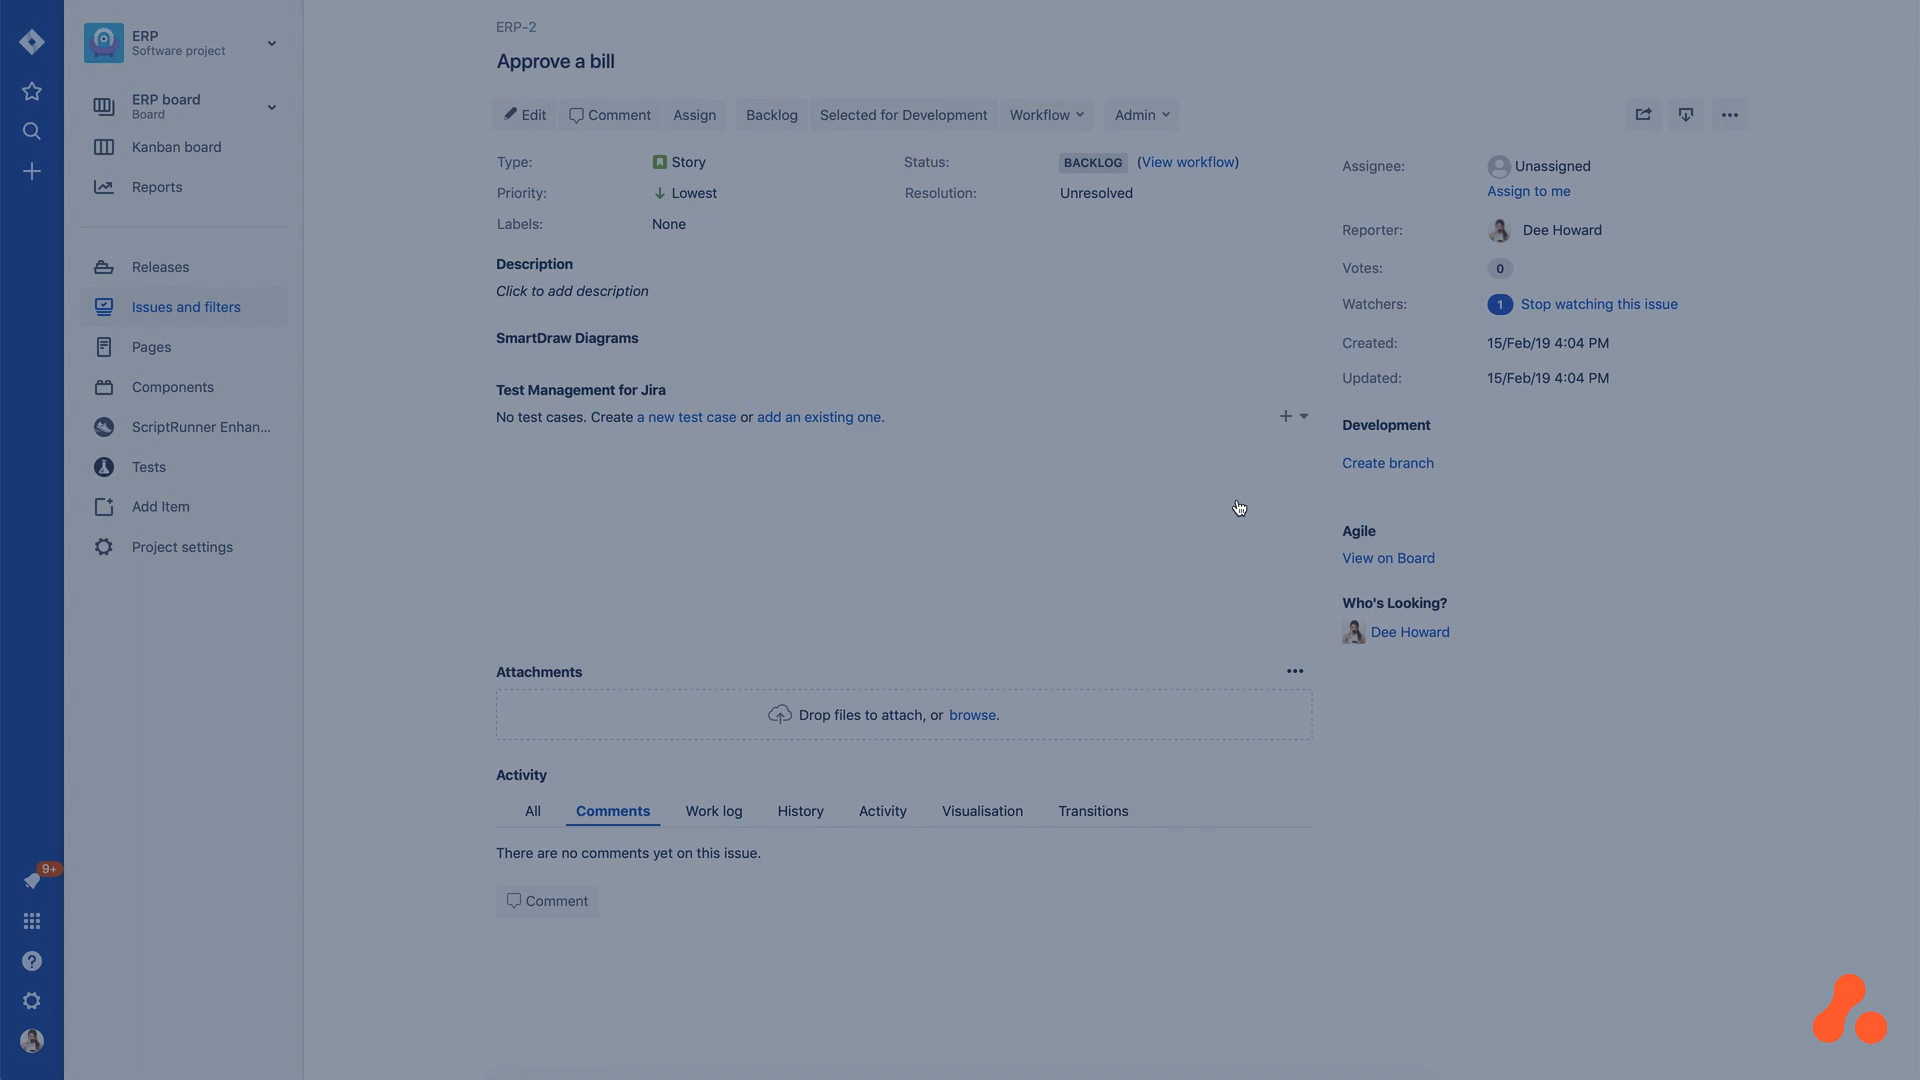 ERP
Software project
ERP board
Board
Kanban board
Reports
Releases
Issues and filters
Pages
Components
ScriptRunner Enhan...
Tests
Add Item
Project settings
9+
ERP-2
Approve a bill
Edit Comment Assign Backlog Selected for Development Workflow Admin
Type: Story
Priority: Lowest
Labels: None
Status: BACKLOG (View workflow)
Resolution: Unresolved
Description
Click to add description
SmartDraw Diagrams
Test Management for Jira
No test cases. Create a new test case or add an existing one.
Attachments
Drop files to attach, or browse.
Activity
All Comments Work log History Activity Visualisation Transitions
There are no comments yet on this issue.
Comment
Assignee: Unassigned
Assign to me
Reporter: Dee Howard
Votes: 0
Watchers: 1 Stop watching this issue
Created: 15/Feb/19 4:04 PM
Updated: 15/Feb/19 4:04 PM
Development
Create branch
Agile
View on Board
Who's Looking?
Dee Howard